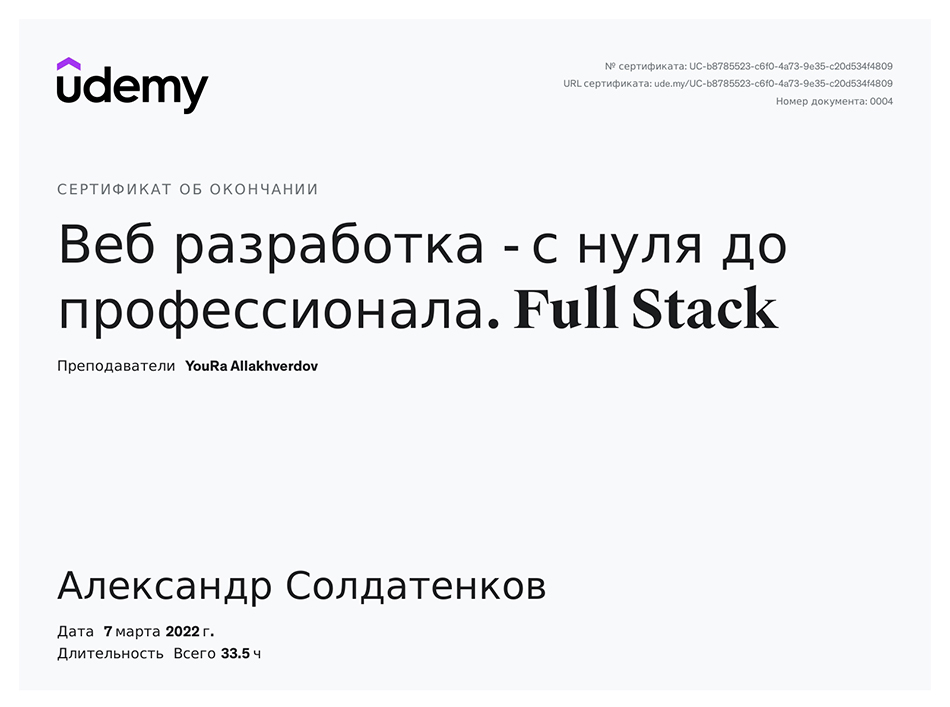 udemy
№ сертификата: UC-b8785523-c6f0-4a73-9e35-c20d534f4809
URL сертификата: ude.my/UC-b8785523-c6f0-4a73-9e35-c20d534f4809
Номер документа: 0004
СЕРТИФИКАТ ОБ ОКОНЧАНИИ
Веб разработка - с нуля до
профессионала. Full Stack
Преподаватели YouRa Allakhverdov
Александр Солдатенков
Дата 7 марта 2022 г.
Длительность Всего 33.5 ч